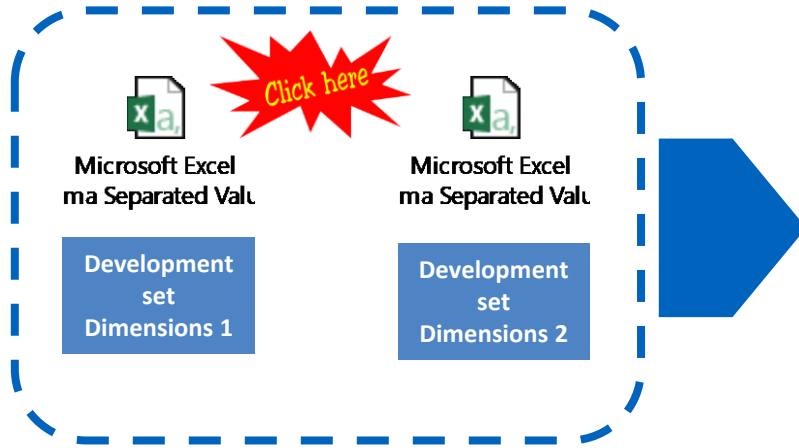 Click here
a,
Microsoft Excel
ma Separated Valu
Development
set
Dimensions 1
a,
Microsoft Excel
ma Separated Valu
Development
set
Dimensions 2